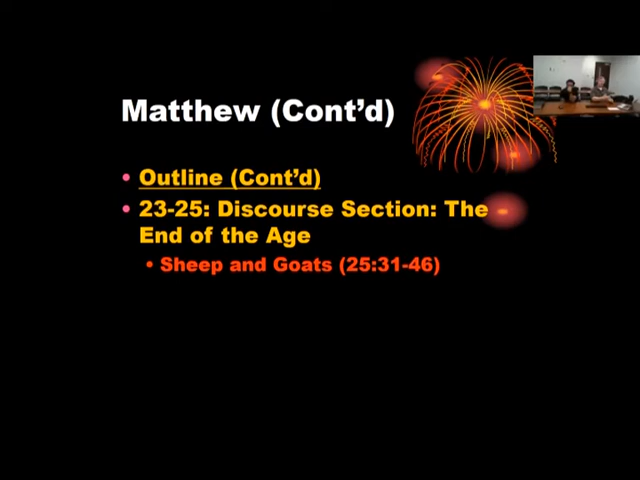 Matthew (Cont’d)
• Outline (Cont’d)
• 23-25: Discourse Section: The
End of the Age
• Sheep and Goats (25:31-46)